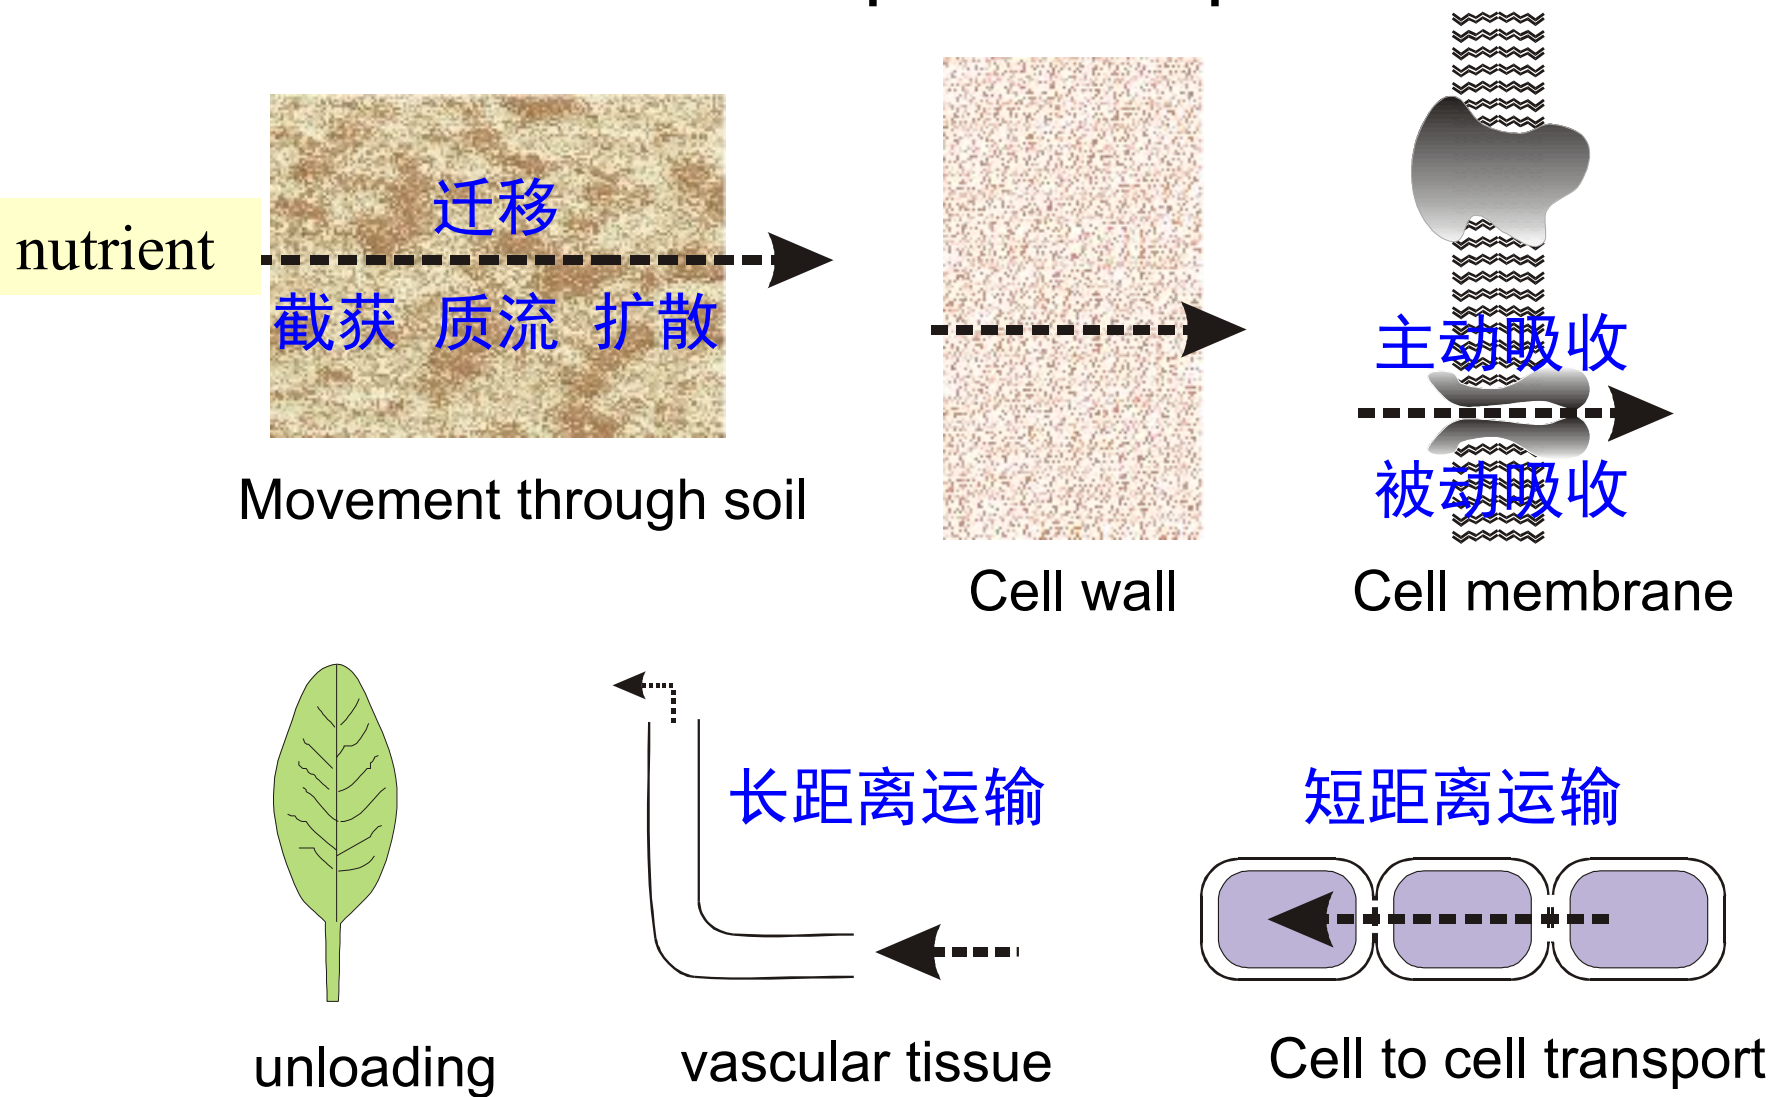 nutrient
迁移
截获 质流 扩散
Movement through soil
Cell wall
主动吸收
被动吸收
Cell membrane
长距离运输
短距离运输
unloading
vascular tissue
Cell to cell transport